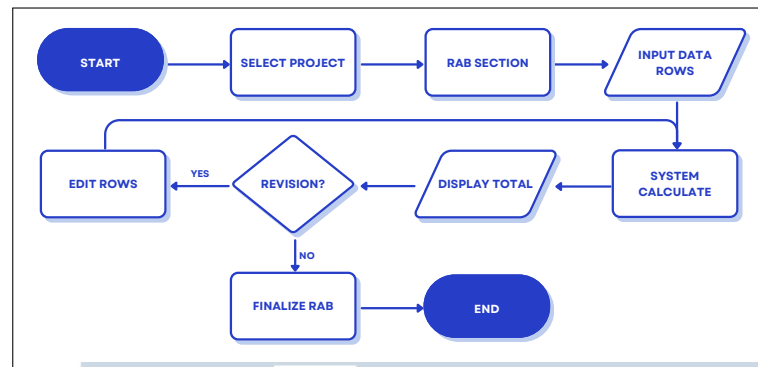 START
SELECT PROJECT
RAB SECTION
INPUT DATA
ROWS
EDIT ROWS
YES
REVISION?
DISPLAY TOTAL
SYSTEM
CALCULATE
NO
FINALIZE RAB
END